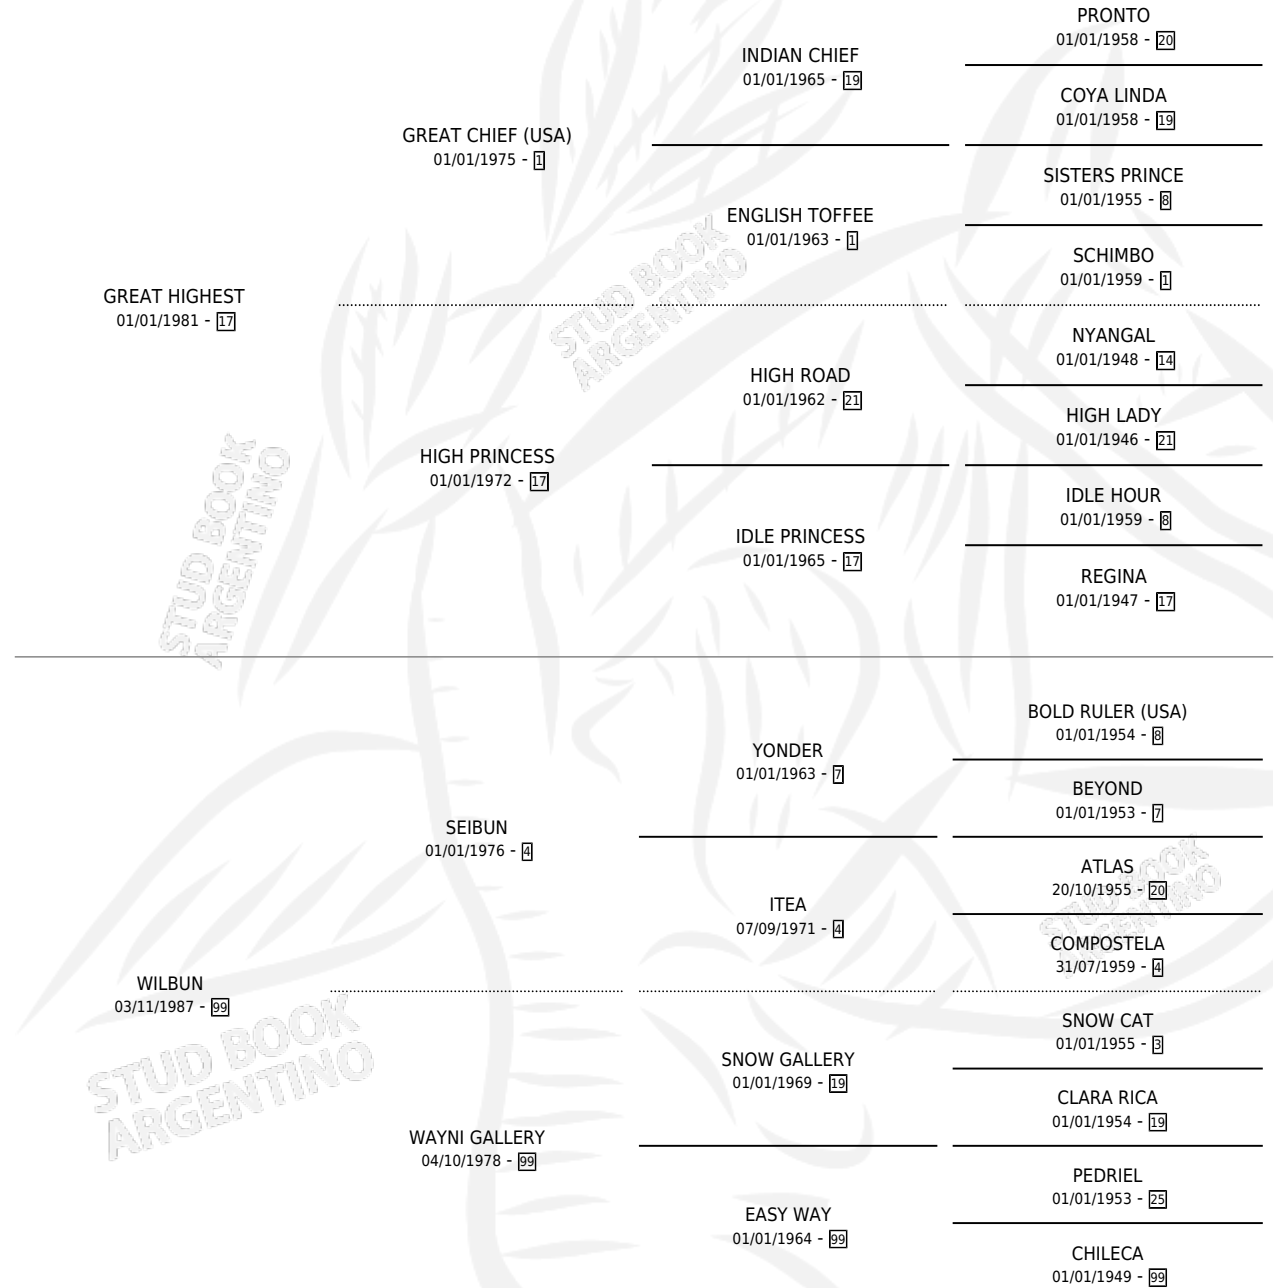 PRONTO
01/01/1958 - 20
INDIAN CHIEF
01/01/1965 - 19
COYA LINDA
01/01/1958 - 19
GREAT CHIEF (USA)
01/01/1975 - 1
SISTERS PRINCE
01/01/1955 - 8
ENGLISH TOFFEE
01/01/1963 - 1
SCHIMBO
01/01/1959 - 1
GREAT HIGHEST
01/01/1981 - 17
NYANGAL
01/01/1948 - 14
HIGH ROAD
01/01/1962 - 21
HIGH LADY
01/01/1946 - 21
HIGH PRINCESS
01/01/1972 - 17
IDLE HOUR
01/01/1959 - 8
IDLE PRINCESS
01/01/1965 - 17
REGINA
01/01/1947 - 17
STUD BOOK
ARGENTINO
STUD BOOK
ARGENTINO
BOLD RULER (USA)
01/01/1954 - 8
YONDER
01/01/1963 - 7
BEYOND
01/01/1953 - 7
SEIBUN
01/01/1976 - 4
ATLAS
20/10/1955 - 20
ITEA
07/09/1971 - 4
COMPOSTELA
31/07/1959 - 4
WILBUN
03/11/1987 - 99
SNOW CAT
01/01/1955 - 3
SNOW GALLERY
01/01/1969 - 19
CLARA RICA
01/01/1954 - 19
WAYNI GALLERY
04/10/1978 - 99
PEDRIEL
01/01/1953 - 25
EASY WAY
01/01/1964 - 99
CHILECA
01/01/1949 - 99
STUD BOOK
ARGENTINO
STUD BOOK
ARGENTINO